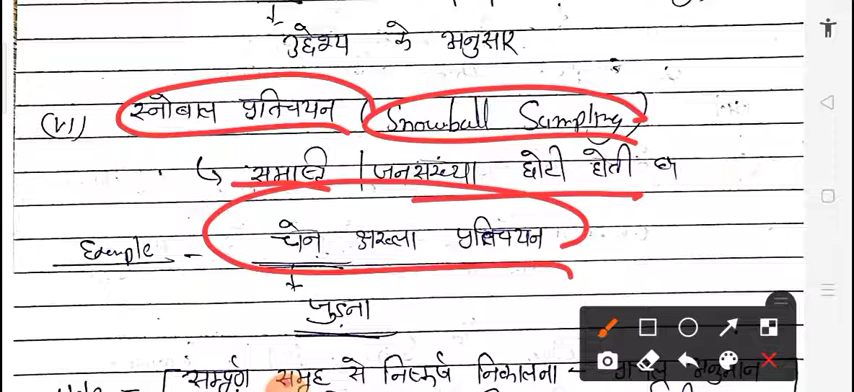 उद्देश्य के अनुसार
(VI) स्नोबाल प्रतिचयन (Snowball Sampling)
↳ समष्टि | जनसंख्या छोटी होती
Example - चेन श्रृंखला प्रतिचयन
जुड़ना
सम्पूर्ण समूह से निष्कर्ष निकालना -